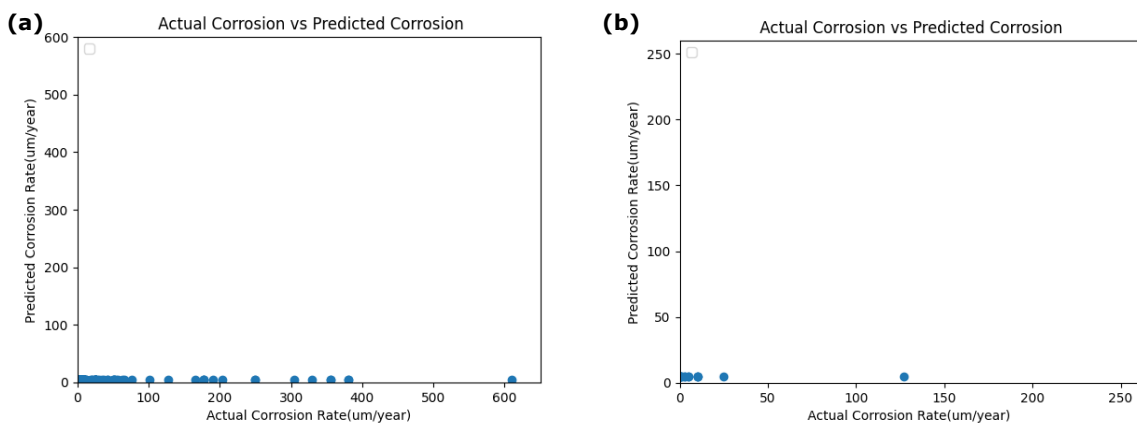 (a)
Actual Corrosion vs Predicted Corrosion
600
500
400
300
200
100
0
Predicted Corrosion Rate(um/year)
0 100 200 300 400 500 600
Actual Corrosion Rate(um/year)
(b)
Actual Corrosion vs Predicted Corrosion
250
200
150
100
50
0
Predicted Corrosion Rate(um/year)
0 50 100 150 200 250
Actual Corrosion Rate(um/year)